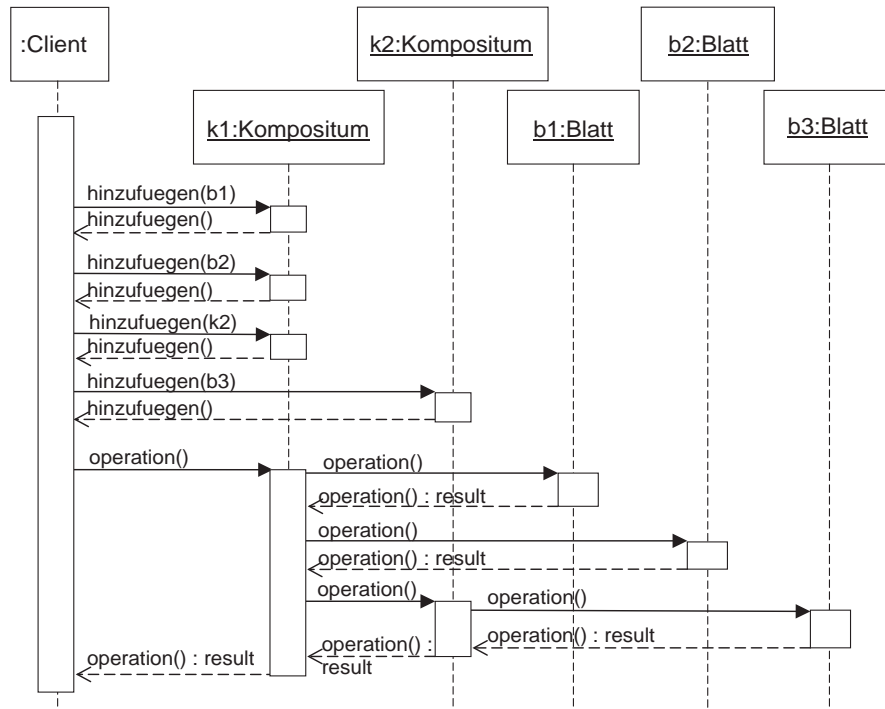 :Client
k2:Kompositum
b2:Blatt
k1:Kompositum
b1:Blatt
b3:Blatt
hinzufuegen(b1)
hinzufuegen()
hinzufuegen(b2)
hinzufuegen()
hinzufuegen(k2)
hinzufuegen()
hinzufuegen(b3)
hinzufuegen()
operation()
operation()
operation() : result
operation()
operation() : result
operation()
operation()
operation() : result
operation() :
result
operation() : result